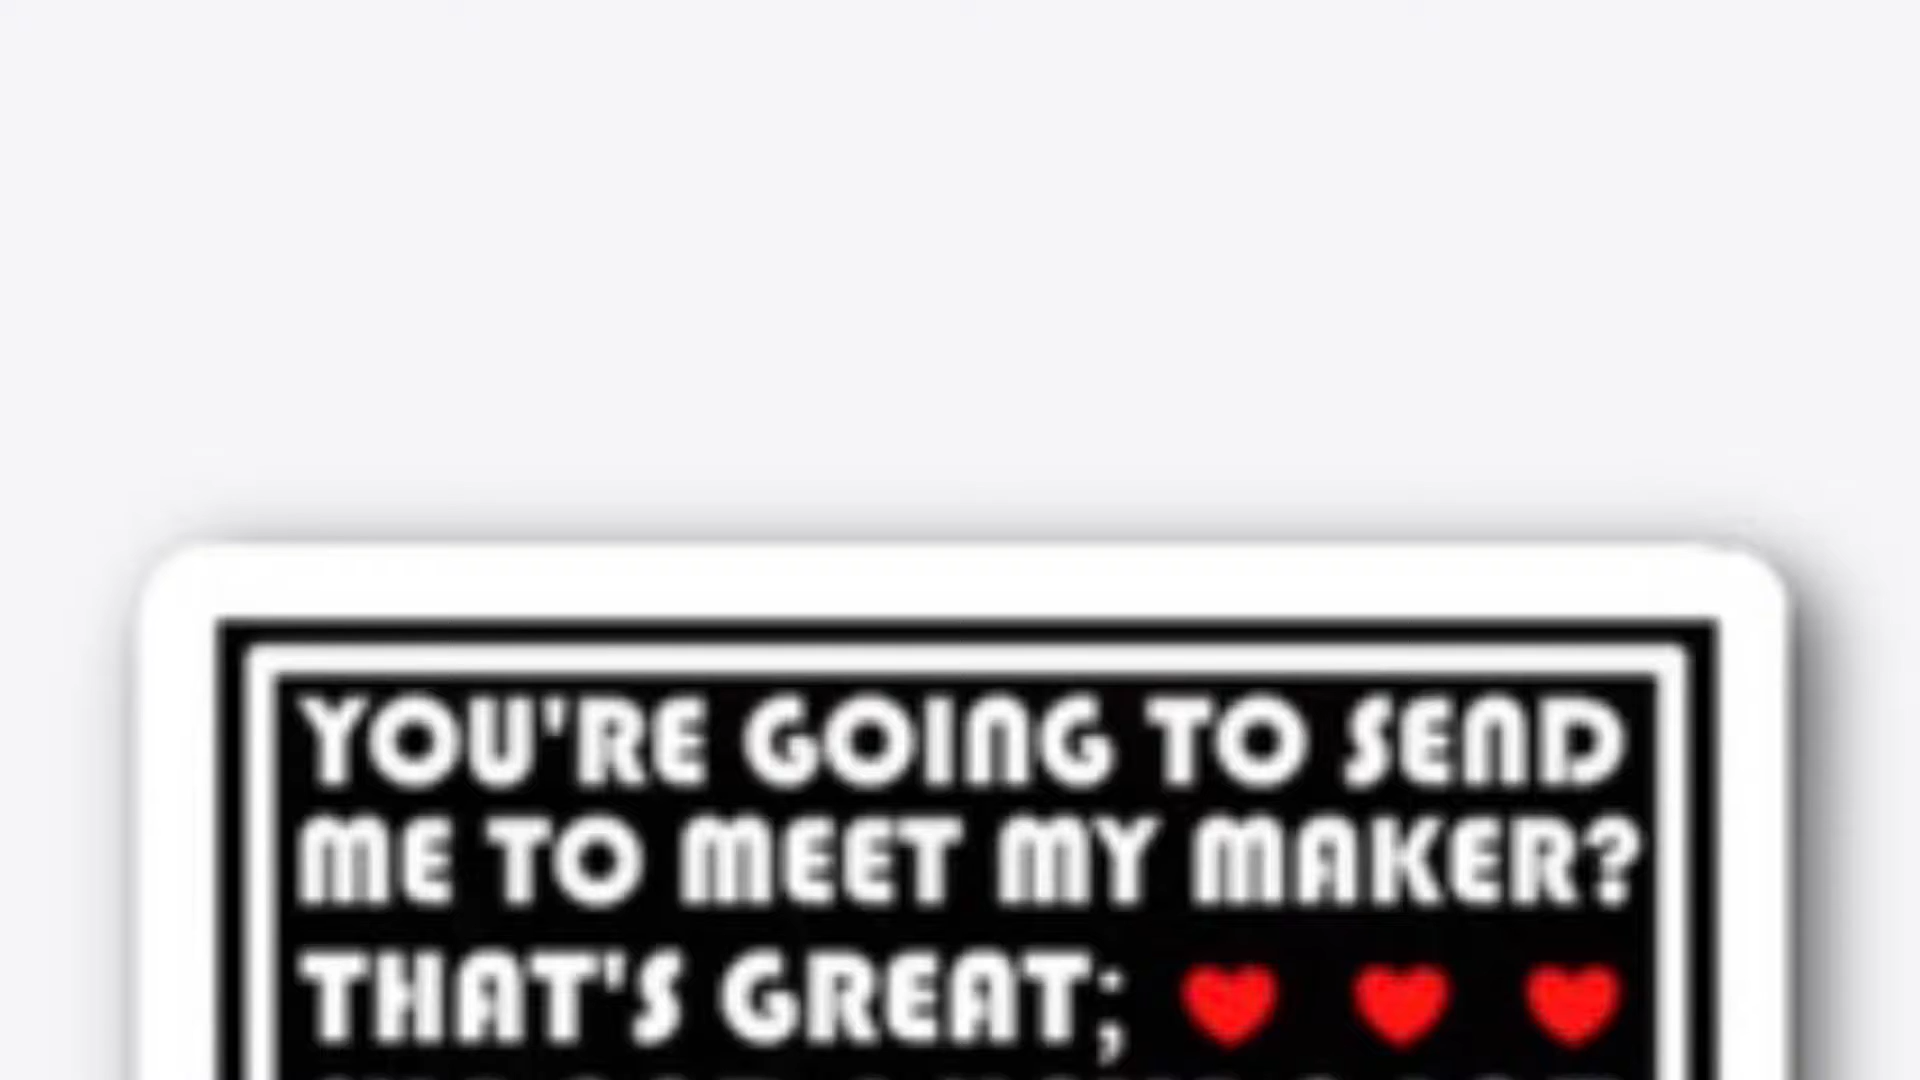 YOU'RE GOING TO SEND
ME TO MEET MY MAKER?
THAT'S GREAT; ♥ ♥ ♥